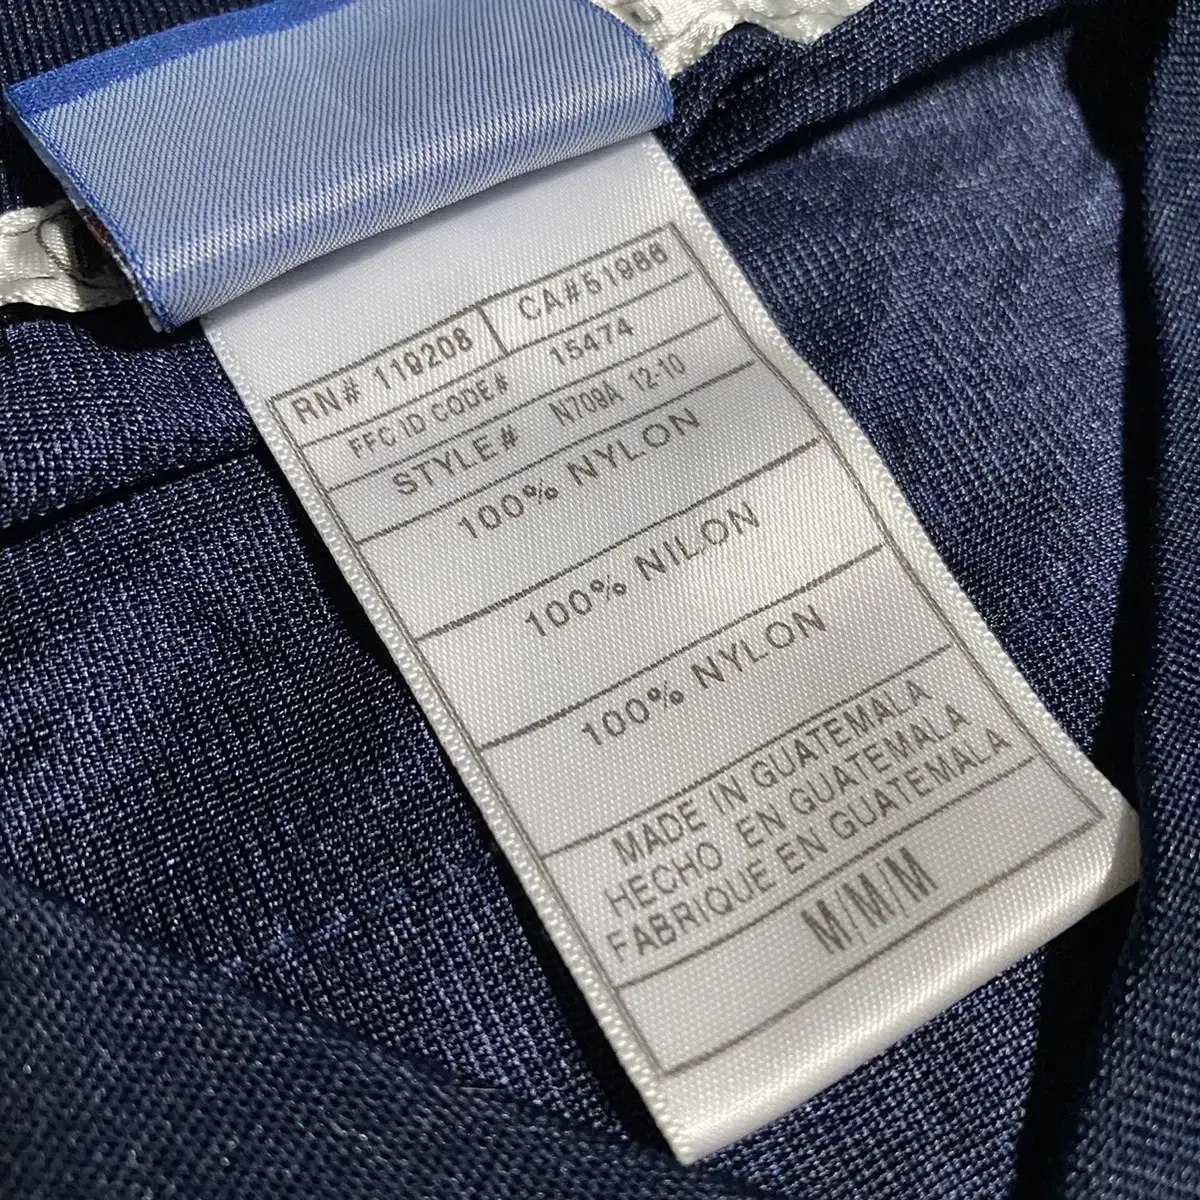 RN# 119208 CA#51986
FFC ID CODE# 15474
STYLE# N709A 12-10
100% NYLON
100% NILON
100% NYLON
MADE IN GUATEMALA
HECHO EN GUATEMALA
FABRIQUE EN GUATEMALA
M/M/M